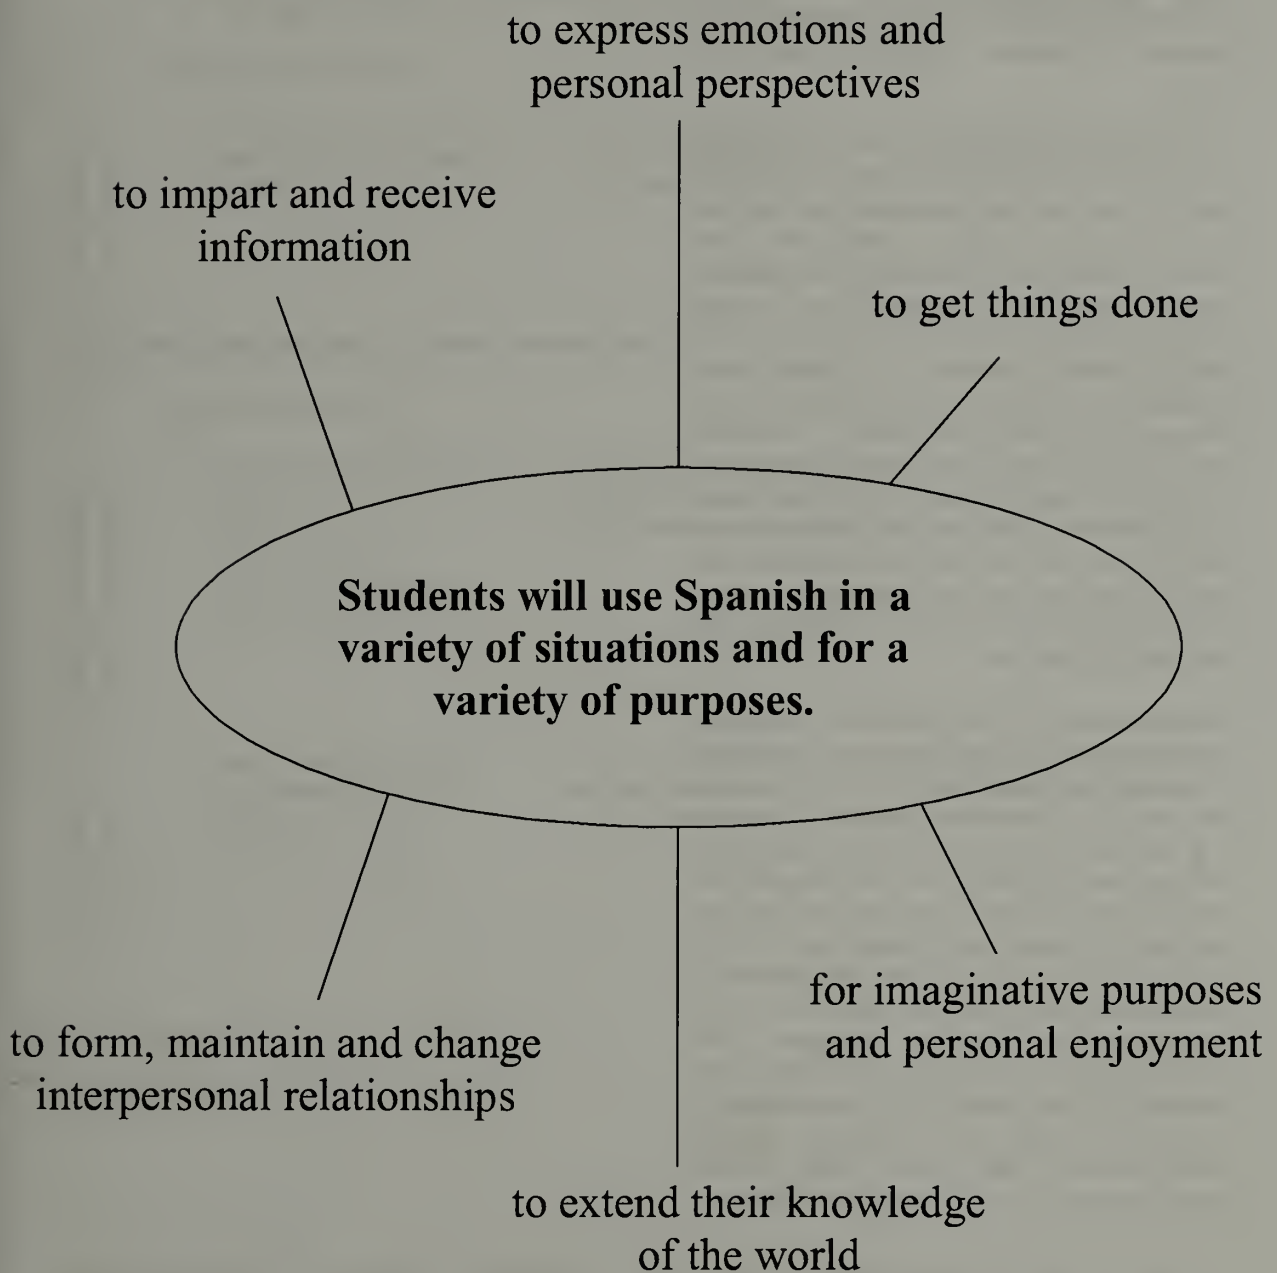 to express emotions and
personal perspectives
to impart and receive
information
to get things done
Students will use Spanish in a
variety of situations and for a
variety of purposes.
for imaginative purposes
and personal enjoyment
to form, maintain and change
interpersonal relationships
to extend their knowledge
of the world